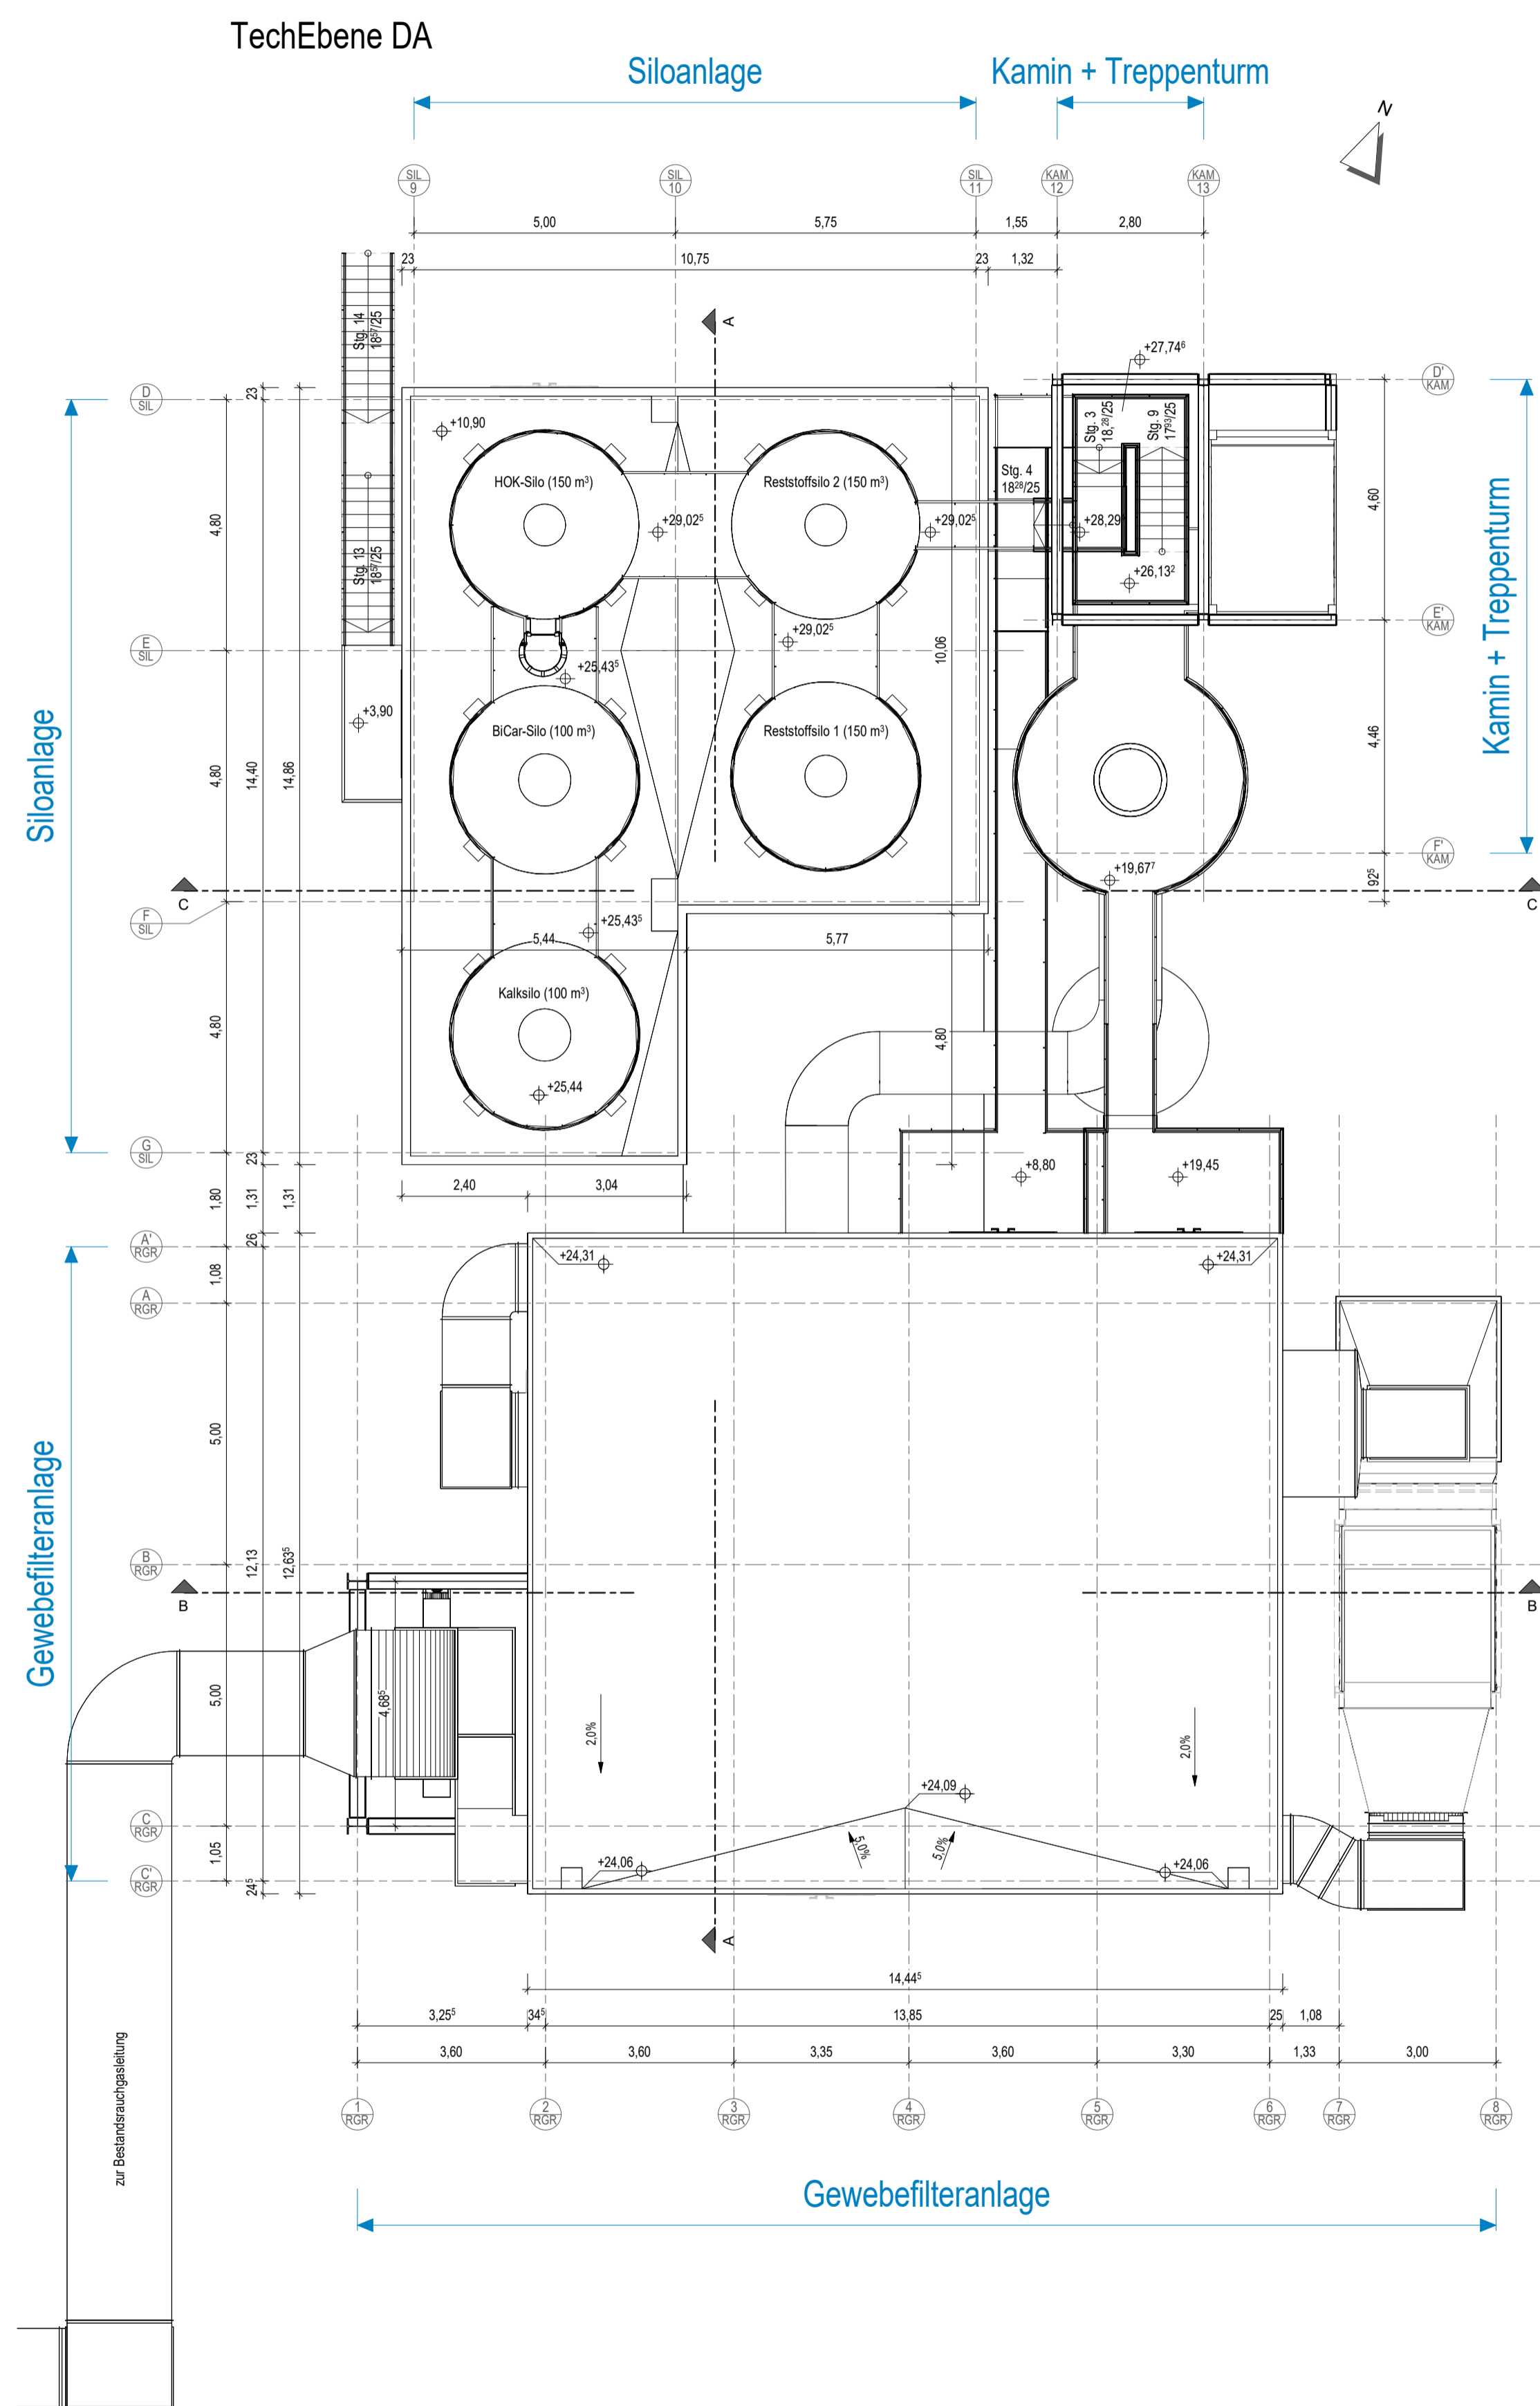 TechEbene DA
Siloanlage
Kamin + Treppenturm
N
SIL
9
SIL
10
SIL
11
KAM
12
KAM
13
5,00
5,75
1,55
2,80
23
10,75
23
1,32
A
Stg. 14
18⁵⁷/25
Stg. 13
18⁵⁷/25
+3,90
D
SIL
E
SIL
F
SIL
G
SIL
Siloanlage
4,80
4,80
4,80
23
14,40
23
14,86
+10,90
HOK-Silo (150 m³)
Reststoffsilo 2 (150 m³)
+29,02⁵
+29,02⁵
+29,02⁵
+25,43⁵
BiCar-Silo (100 m³)
Reststoffsilo 1 (150 m³)
+25,43⁵
5,44
5,77
Kalksilo (100 m³)
+25,44
10,06
4,80
2,40
3,04
+27,74⁶
Stg. 3
18,²⁸/25
Stg. 9
17⁹³/25
Stg. 4
18²⁸/25
+28,29
+26,13²
+19,67⁷
D'
KAM
E'
KAM
F'
KAM
4,60
4,46
92⁵
Kamin + Treppenturm
C
C
+8,80
+19,45
1,80
1,31
1,31
26
A'
RGR
1,08
A
RGR
5,00
B
RGR
12,13
12,63⁵
5,00
C
RGR
1,05
C'
RGR
24⁵
Gewebefilteranlage
+24,31
+24,31
B
B
4,68⁵
2,0%
2,0%
+24,09
5,0%
5,0%
+24,06
+24,06
A
14,44⁵
3,25⁵
34⁵
13,85
25
1,08
3,60
3,60
3,35
3,60
3,30
1,33
3,00
1
RGR
2
RGR
3
RGR
4
RGR
5
RGR
6
RGR
7
RGR
8
RGR
zur Bestandsrauchgasleitung
Gewebefilteranlage